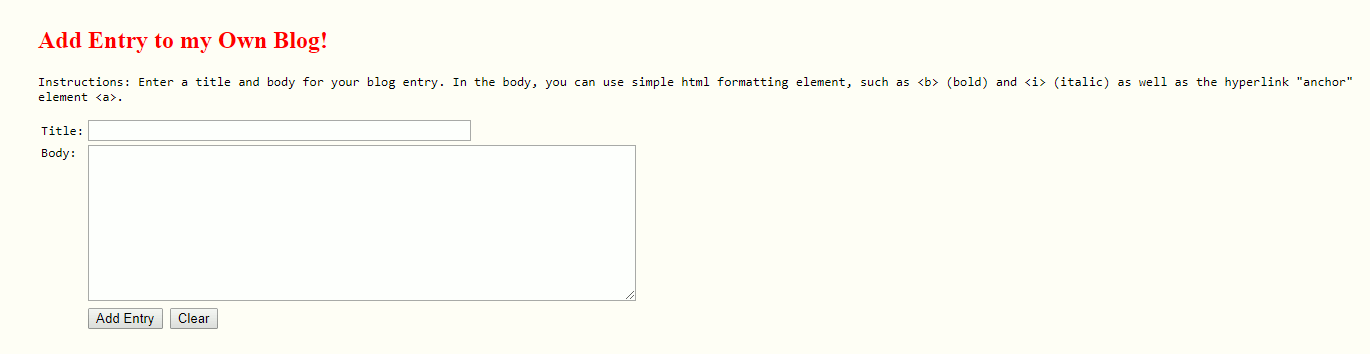 Add Entry to my Own Blog!
Instructions: Enter a title and body for your blog entry. In the body, you can use simple html formatting element, such as <b> (bold) and <i> (italic) as well as the hyperlink "anchor"
element <a>.
Title:
Body:
Add Entry Clear